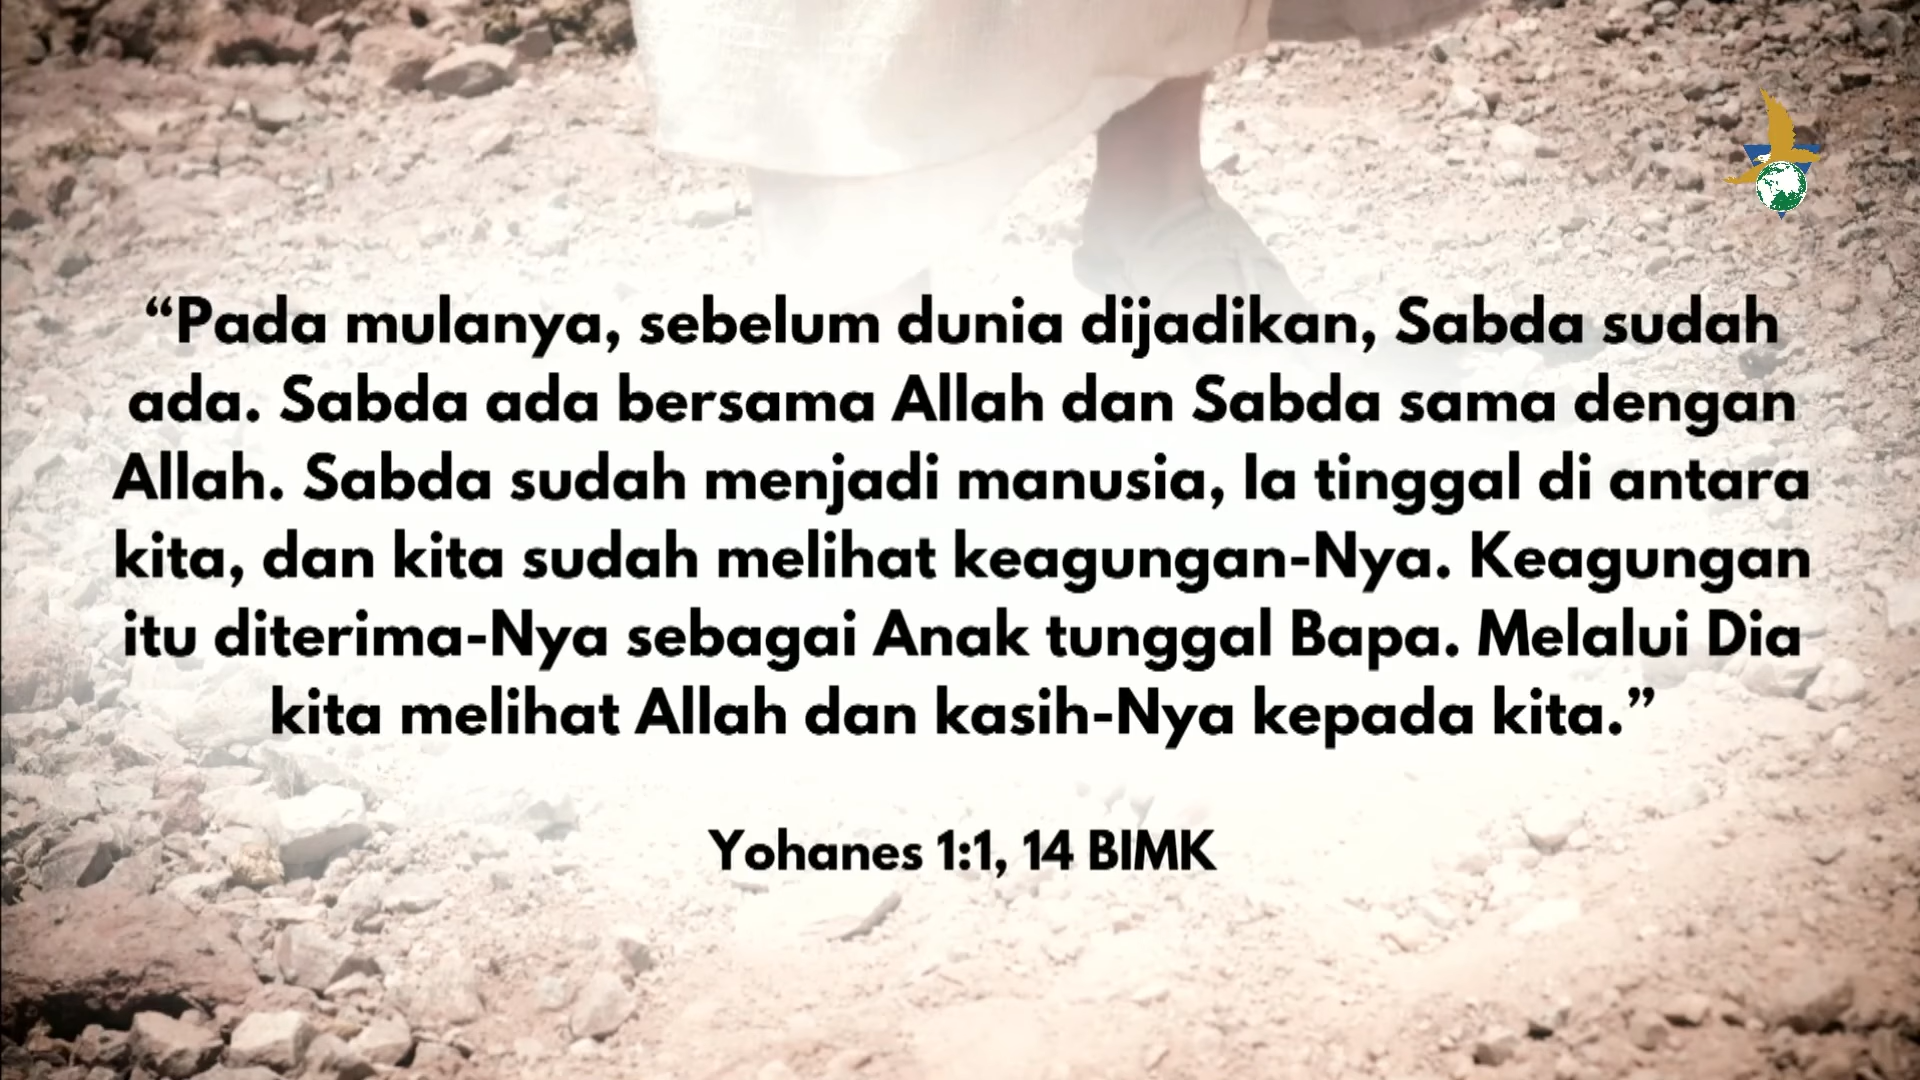 “Pada mulanya, sebelum dunia dijadikan, Sabda sudah
ada. Sabda ada bersama Allah dan Sabda sama dengan
Allah. Sabda sudah menjadi manusia, Ia tinggal di antara
kita, dan kita sudah melihat keagungan-Nya. Keagungan
itu diterima-Nya sebagai Anak tunggal Bapa. Melalui Dia
kita melihat Allah dan kasih-Nya kepada kita.”
Yohanes 1:1, 14 BIMK